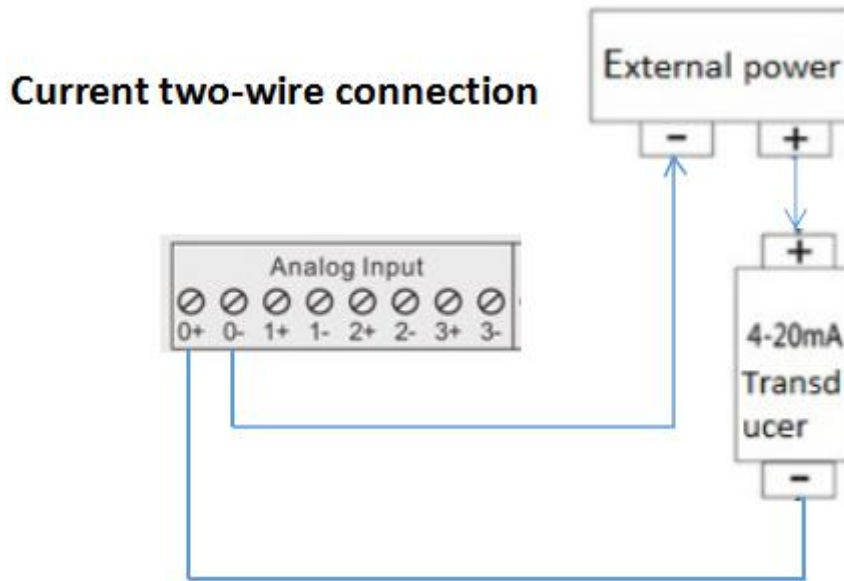 External power
Current two-wire connection
- +
+
Analog Input
0+ 0- 1+ 1- 2+ 2- 3+ 3-
4-20mA
Transd
ucer
-